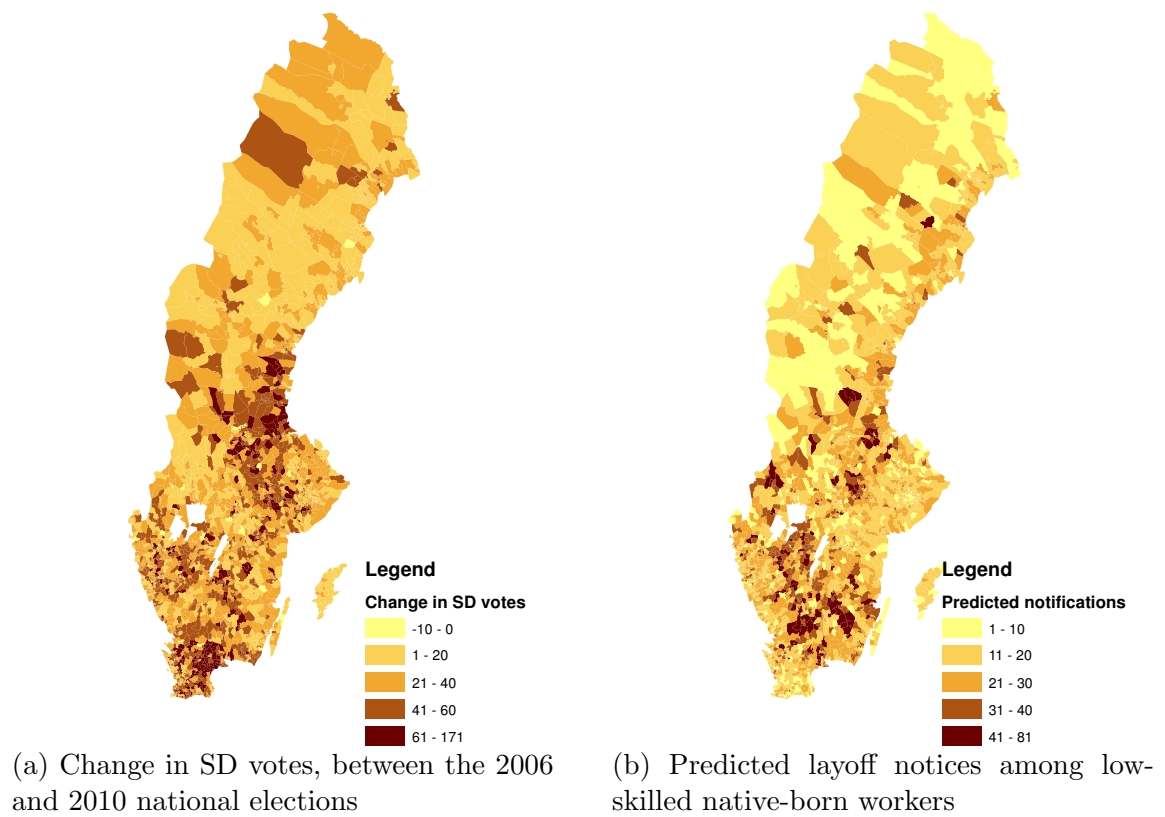 Legend
Change in SD votes
-10 - 0
1 - 20
21 - 40
41 - 60
61 - 171
(a) Change in SD votes, between the 2006
and 2010 national elections
Legend
Predicted notifications
1 - 10
11 - 20
21 - 30
31 - 40
41 - 81
(b) Predicted layoff notices among low-
skilled native-born workers